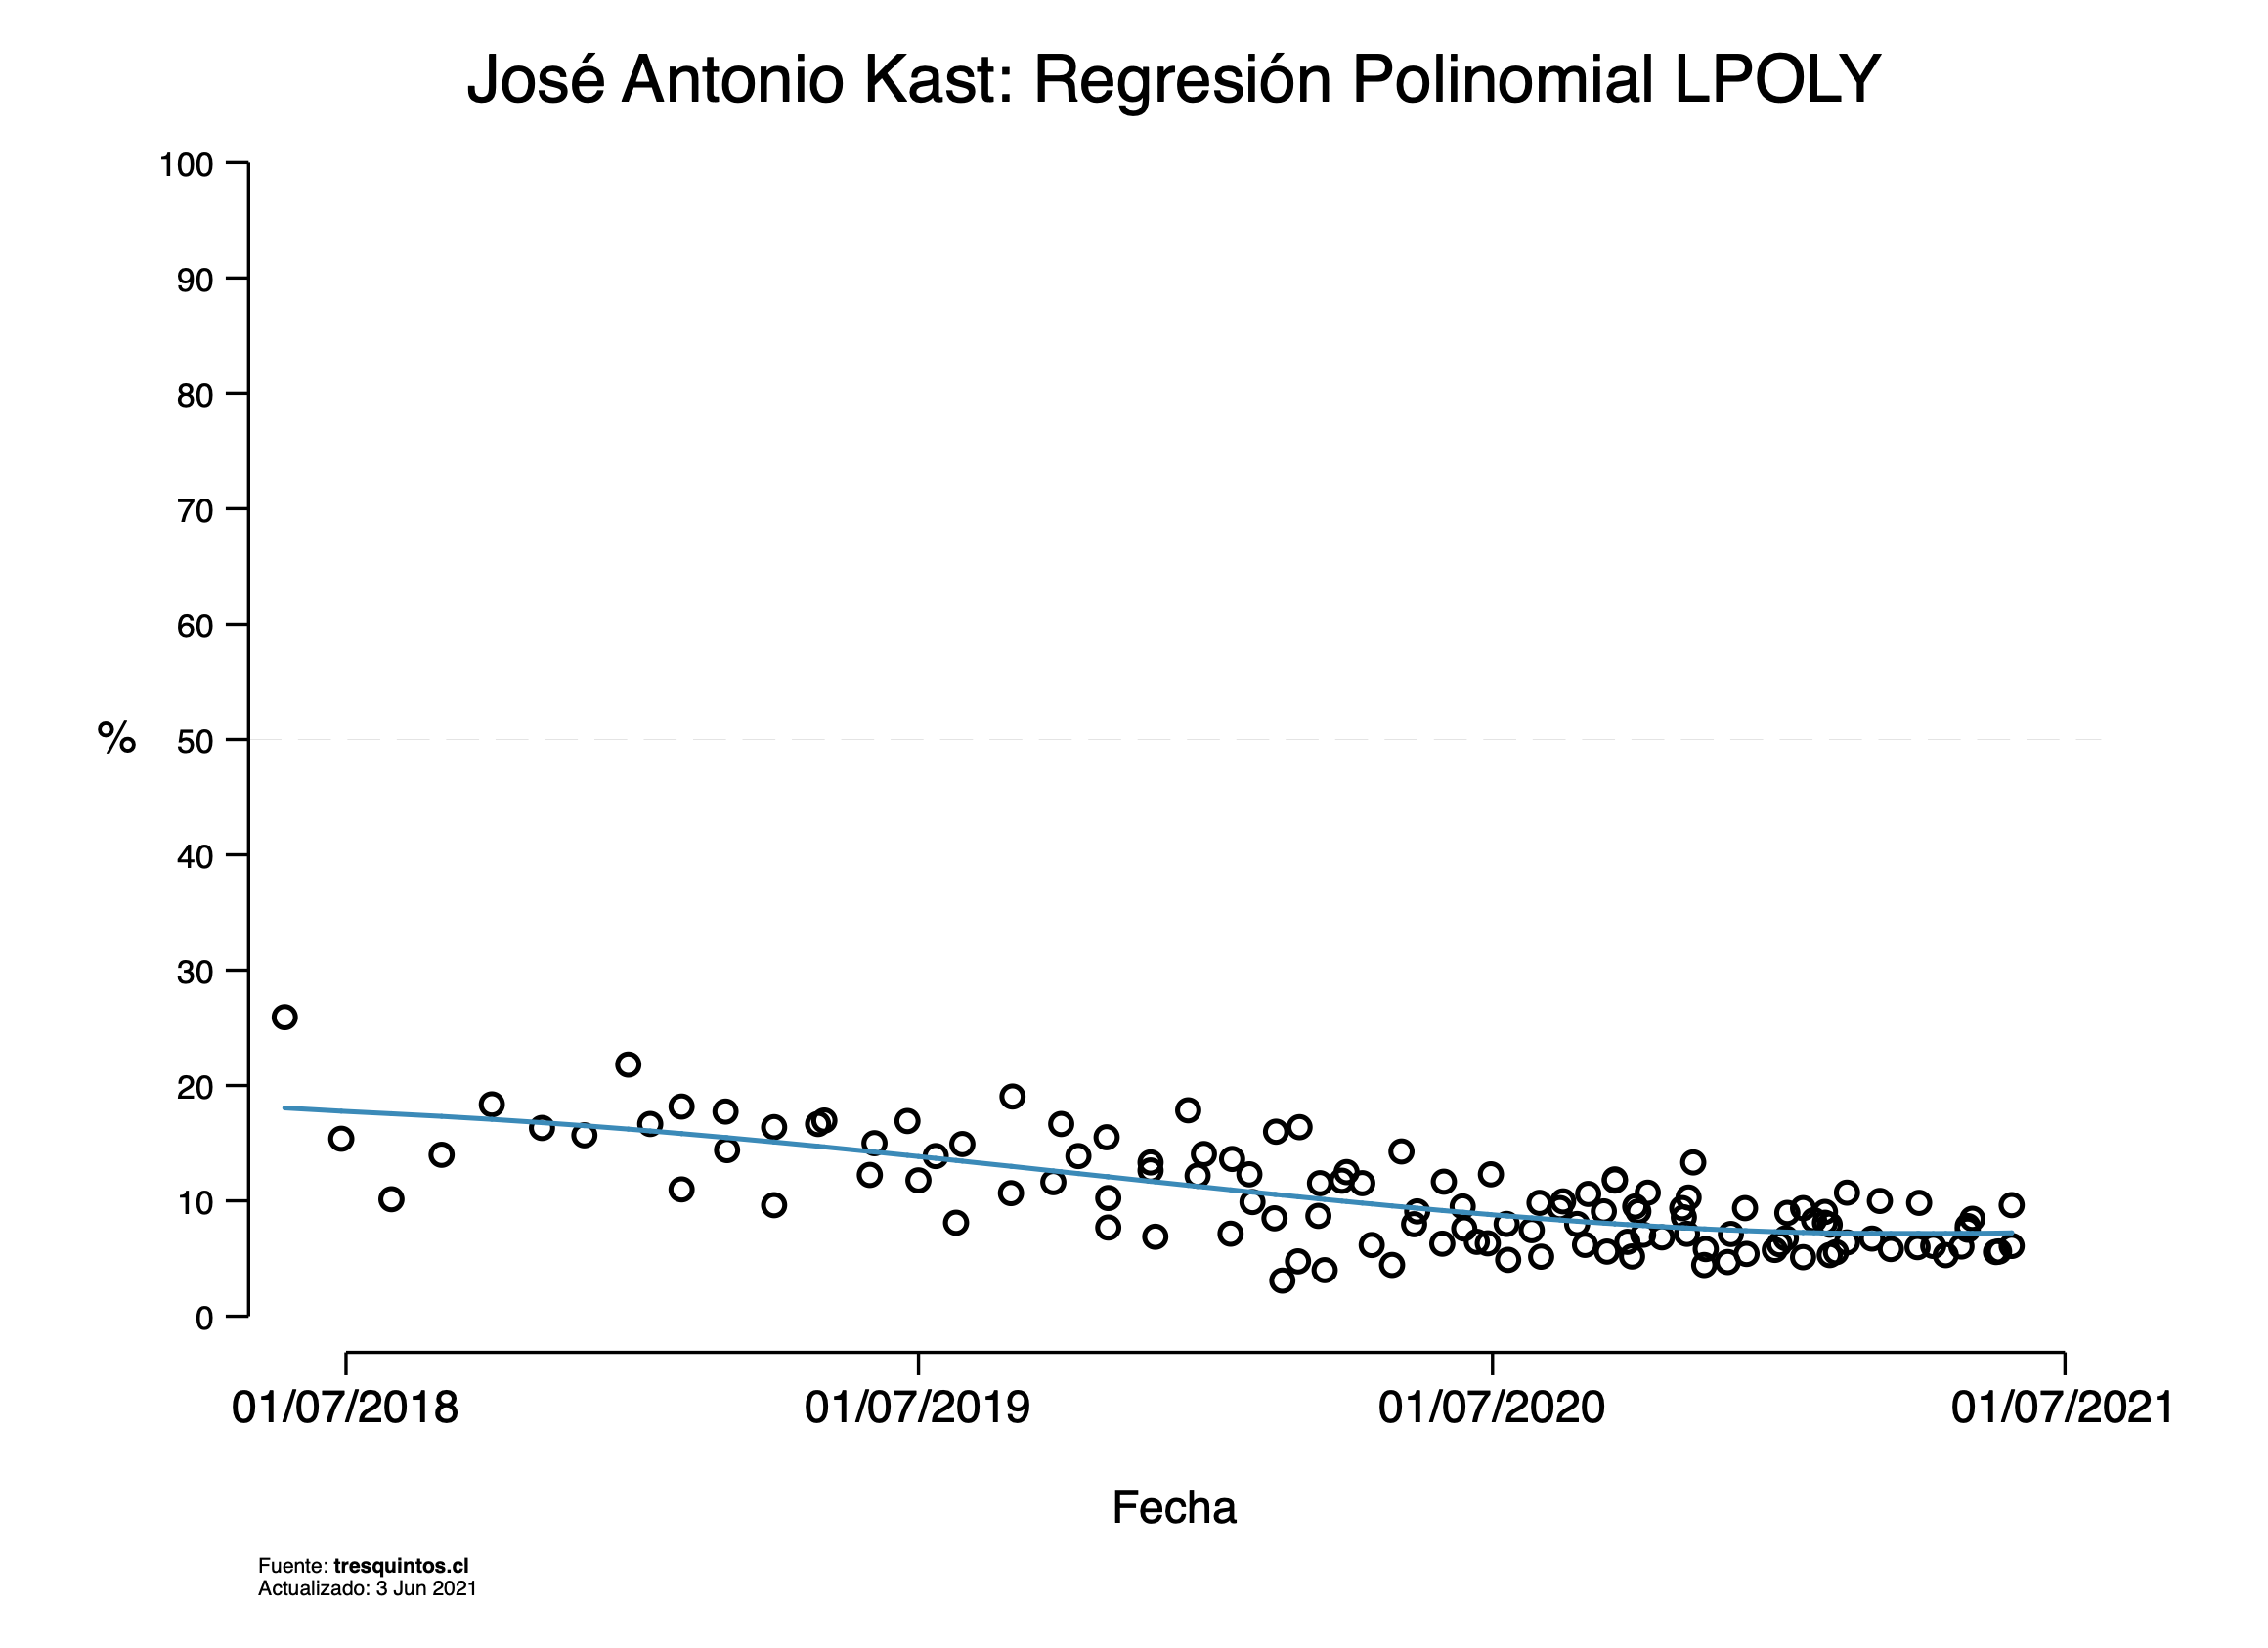 José Antonio Kast: Regresión Polinomial LPOLY
100
90
80
70
60
%
50
40
30
20
10
0
01/07/2018 01/07/2019 01/07/2020 01/07/2021
Fecha
Fuente: tresquintos.cl
Actualizado: 3 Jun 2021